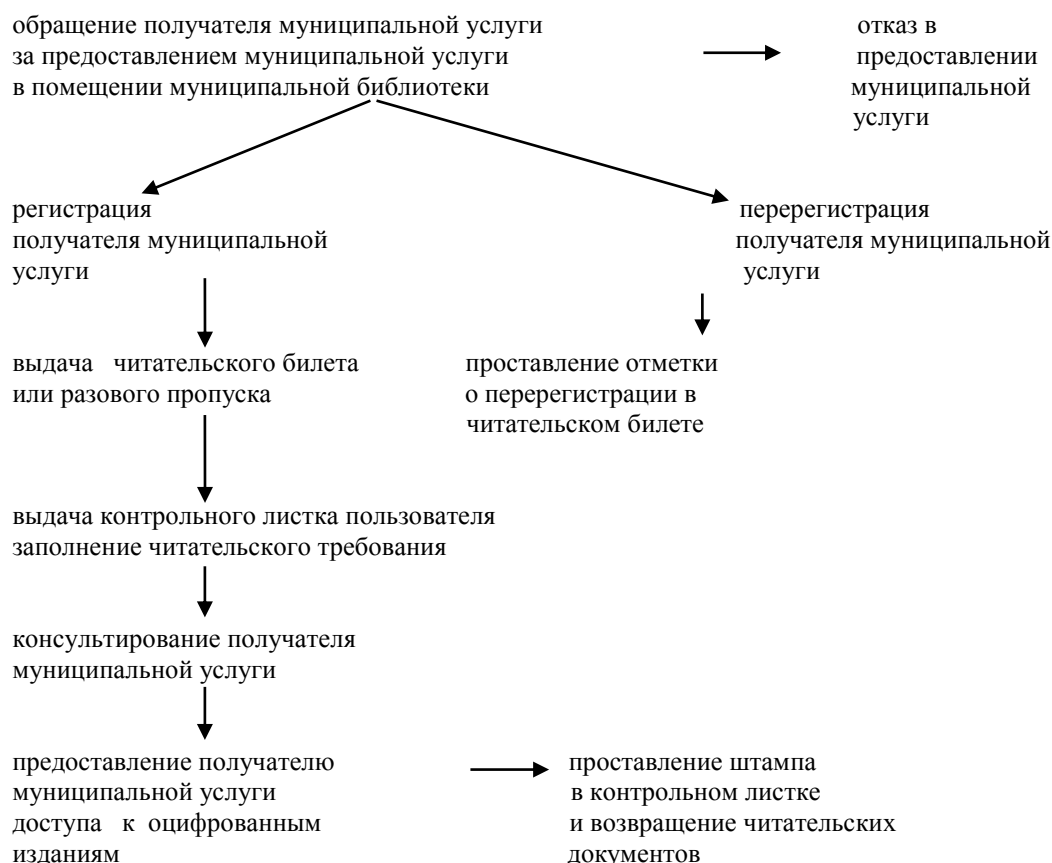 обращение получателя муниципальной услуги
за предоставлением муниципальной услуги
в помещении муниципальной библиотеки
отказ в
предоставлении
муниципальной
услуги
регистрация
получателя муниципальной
услуги
перерегистрация
получателя муниципальной
услуги
выдача читательского билета
или разового пропуска
проставление отметки
о перерегистрации в
читательском билете
выдача контрольного листка пользователя
заполнение читательского требования
консультирование получателя
муниципальной услуги
предоставление получателю
муниципальной услуги
доступа к оцифрованным
изданиям
проставление штампа
в контрольном листке
и возвращение читательских
документов